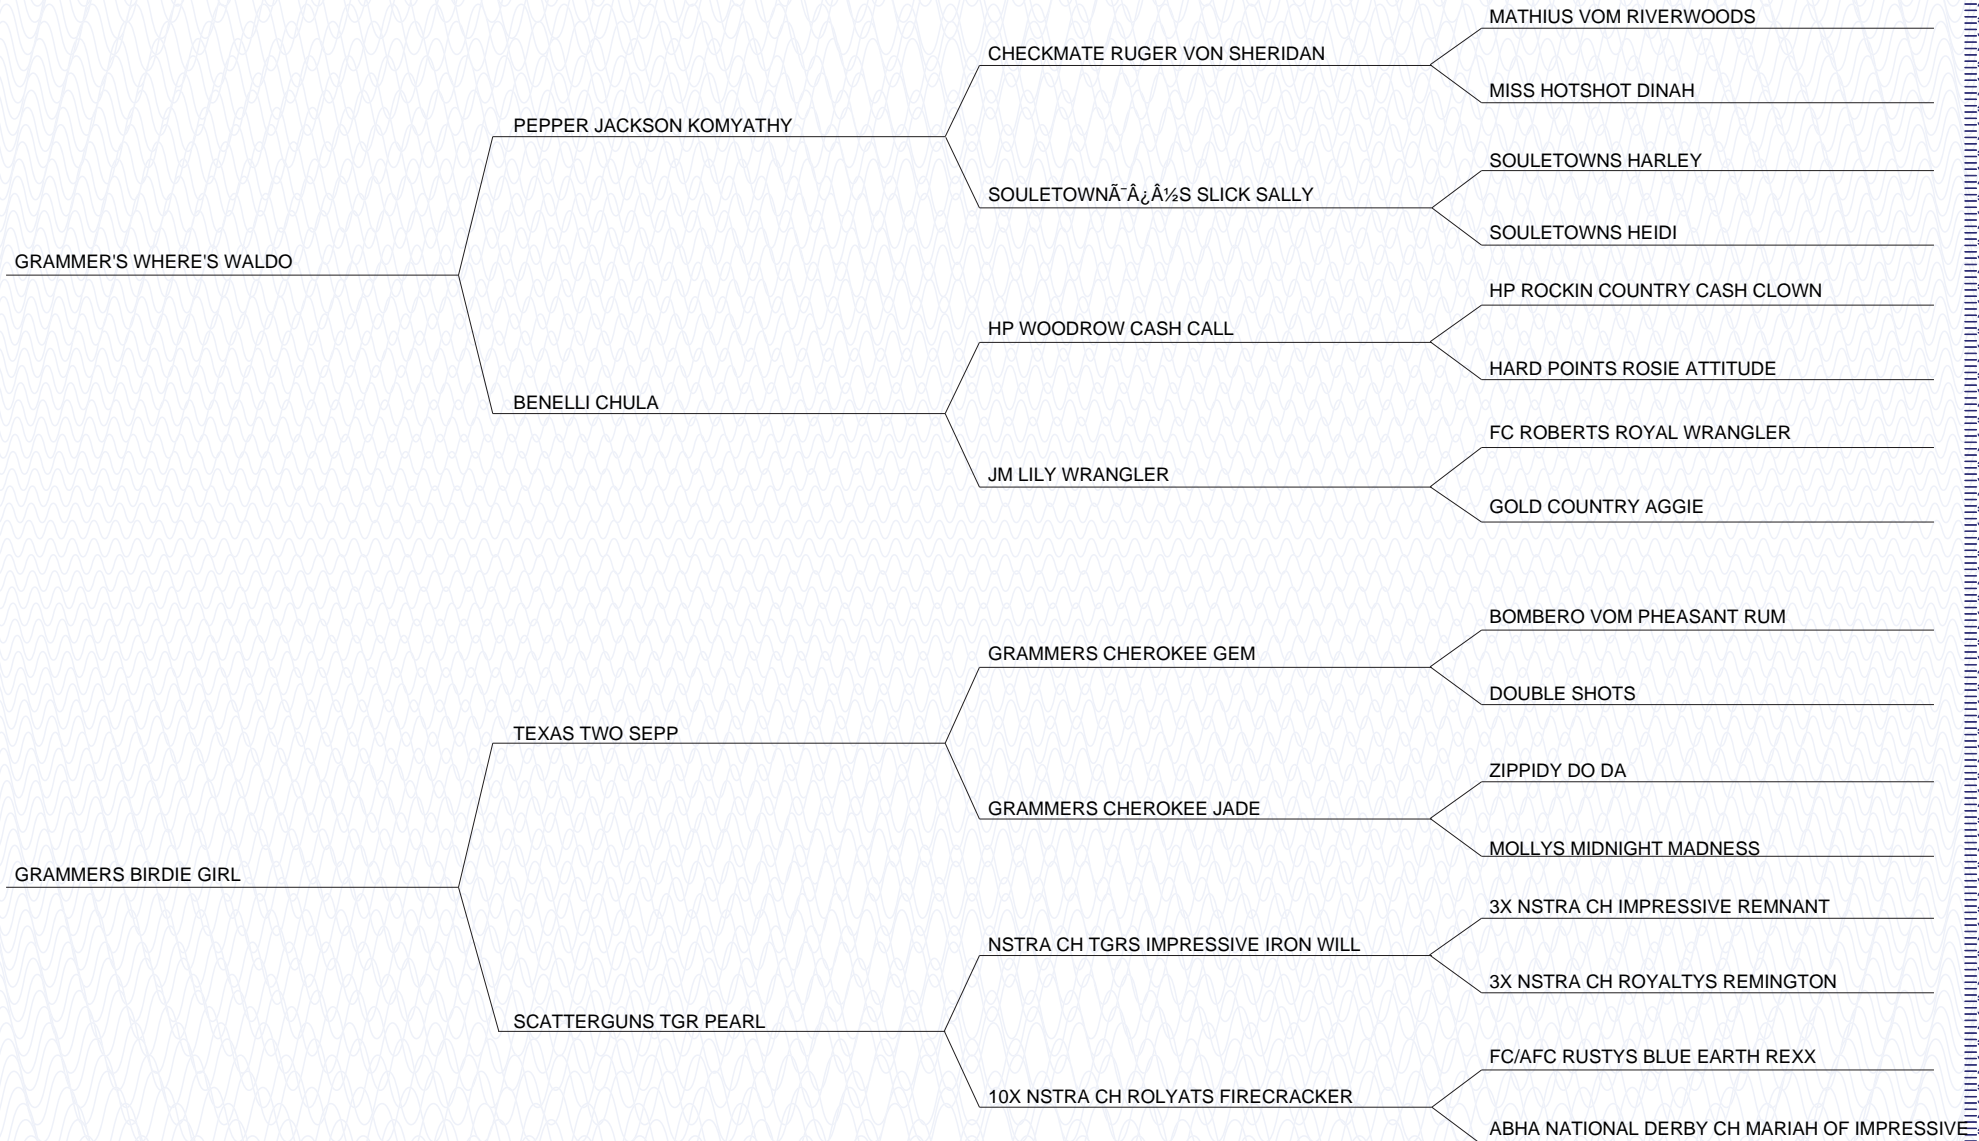 MATHIUS VOM RIVERWOODS
CHECKMATE RUGER VON SHERIDAN
MISS HOTSHOT DINAH
PEPPER JACKSON KOMYATHY
SOULETOWNS HARLEY
SOULETOWNÃ¯Â¿Â½S SLICK SALLY
SOULETOWNS HEIDI
GRAMMER'S WHERE'S WALDO
HP ROCKIN COUNTRY CASH CLOWN
HP WOODROW CASH CALL
HARD POINTS ROSIE ATTITUDE
BENELLI CHULA
FC ROBERTS ROYAL WRANGLER
JM LILY WRANGLER
GOLD COUNTRY AGGIE
BOMBERO VOM PHEASANT RUM
GRAMMERS CHEROKEE GEM
DOUBLE SHOTS
TEXAS TWO SEPP
ZIPPIDY DO DA
GRAMMERS CHEROKEE JADE
MOLLYS MIDNIGHT MADNESS
GRAMMERS BIRDIE GIRL
3X NSTRA CH IMPRESSIVE REMNANT
NSTRA CH TGRS IMPRESSIVE IRON WILL
3X NSTRA CH ROYALTYS REMINGTON
SCATTERGUNS TGR PEARL
FC/AFC RUSTYS BLUE EARTH REXX
10X NSTRA CH ROLYATS FIRECRACKER
ABHA NATIONAL DERBY CH MARIAH OF IMPRESSIVE